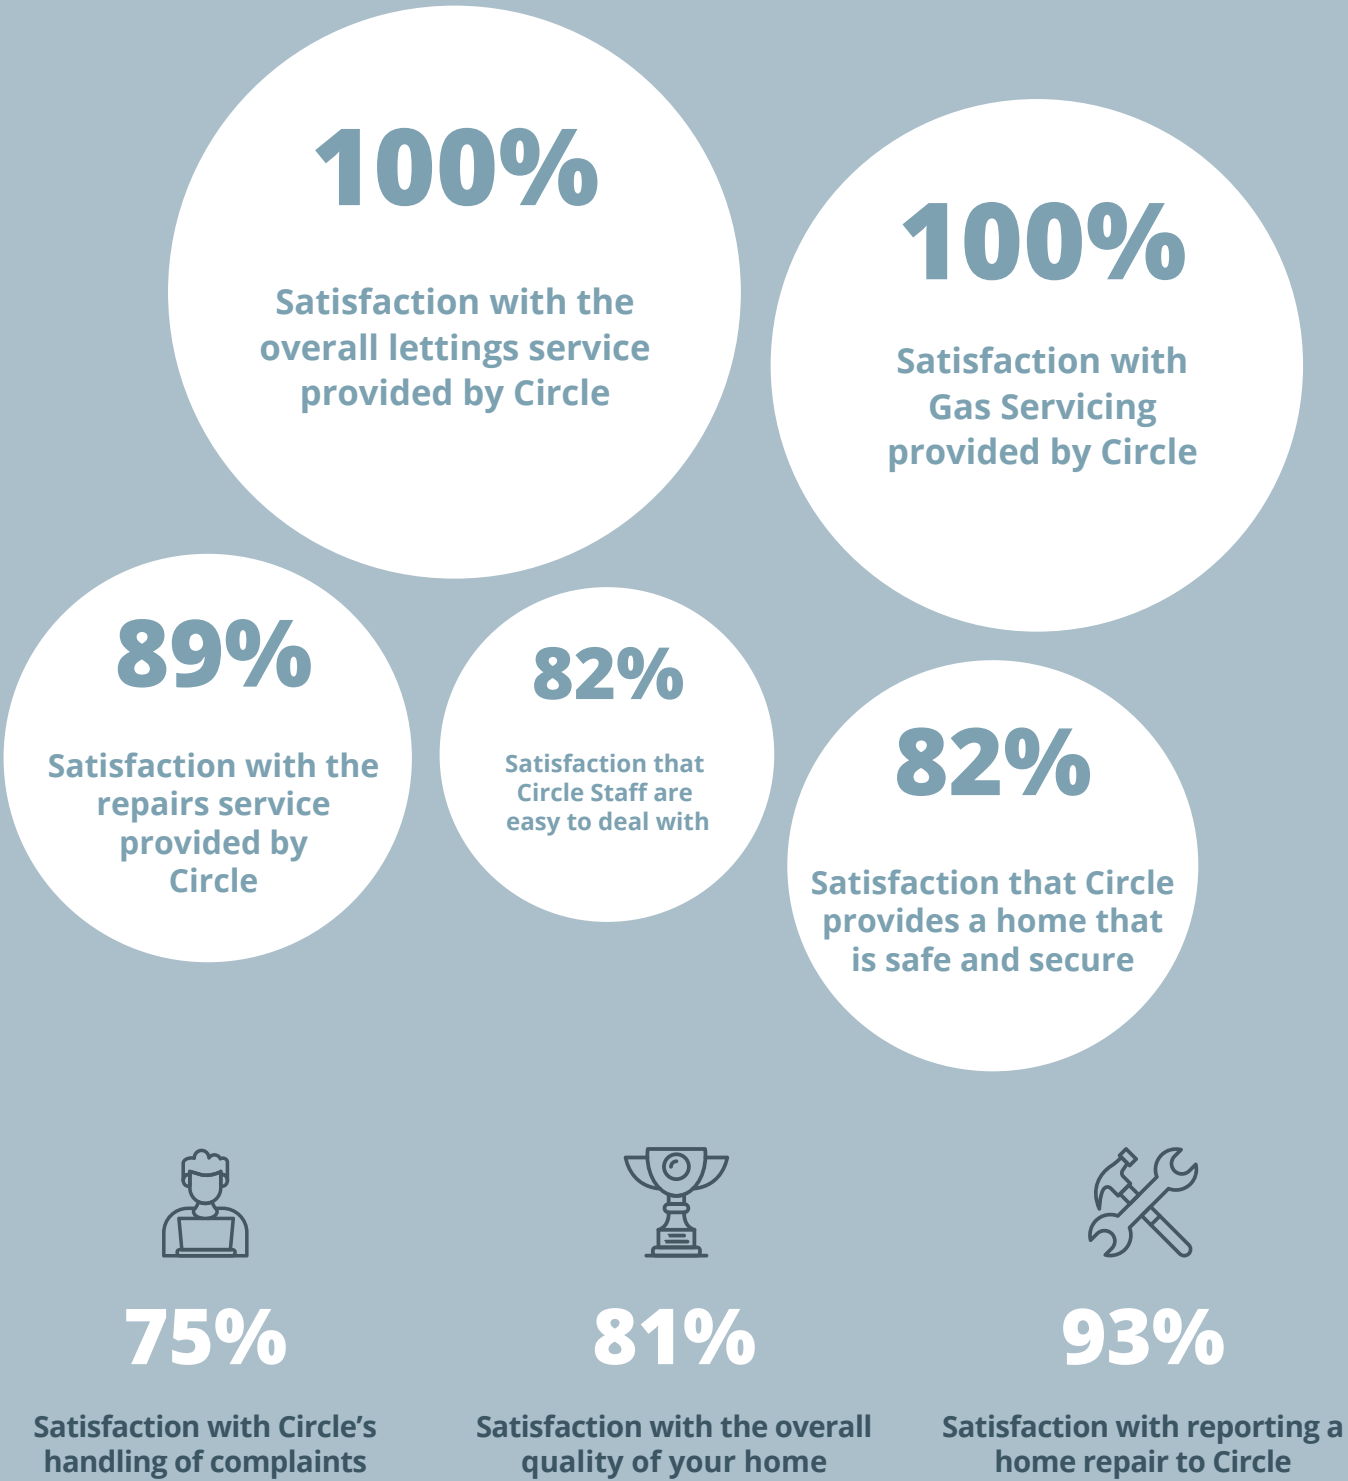 100%
Satisfaction with the
overall lettings service
provided by Circle
100%
Satisfaction with
Gas Servicing
provided by Circle
89%
Satisfaction with the
repairs service
provided by
Circle
82%
Satisfaction that
Circle Staff are
easy to deal with
82%
Satisfaction that Circle
provides a home that
is safe and secure
75%
Satisfaction with Circle’s
handling of complaints
81%
Satisfaction with the overall
quality of your home
93%
Satisfaction with reporting a
home repair to Circle